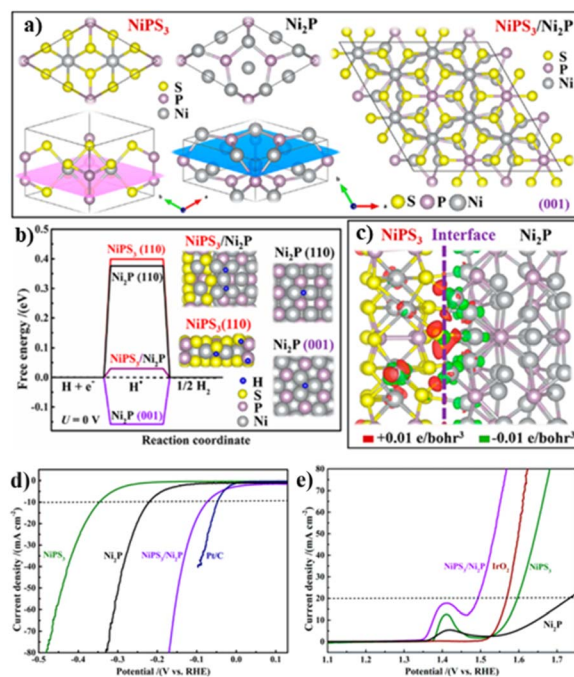 a)
NiPS3
Ni2P
NiPS3/Ni2P
S
P
Ni
S
P
Ni
a
a
S P Ni
(001)
b)
0.5
0.4
0.3
0.2
0.1
0.0
-0.1
Free energy /(eV)
NiPS3 (110)
Ni2P (110)
NiPS3/Ni2P
H + e-
H*
1/2 H2
U = 0 V
Ni2P (001)
Reaction coordinate
NiPS3/Ni2P
Ni2P (110)
NiPS3(110)
Ni2P (001)
H
S
P
Ni
c)
NiPS3 Interface Ni2P
+0.01 e/bohr3 -0.01 e/bohr3
d)
0
-10
-20
-30
-40
-50
-60
-70
-80
Current density /(mA cm-2)
NiPS3
Ni2P
NiPS3/Ni2P
Pt/C
-0.5 -0.4 -0.3 -0.2 -0.1 0.0 0.1
Potential /(V vs. RHE)
e)
80
70
60
50
40
30
20
10
0
Current density /(mA cm-2)
NiPS3/Ni2P
IrO2
NiPS3
Ni2P
1.1 1.2 1.3 1.4 1.5 1.6 1.7
Potential /(V vs. RHE)